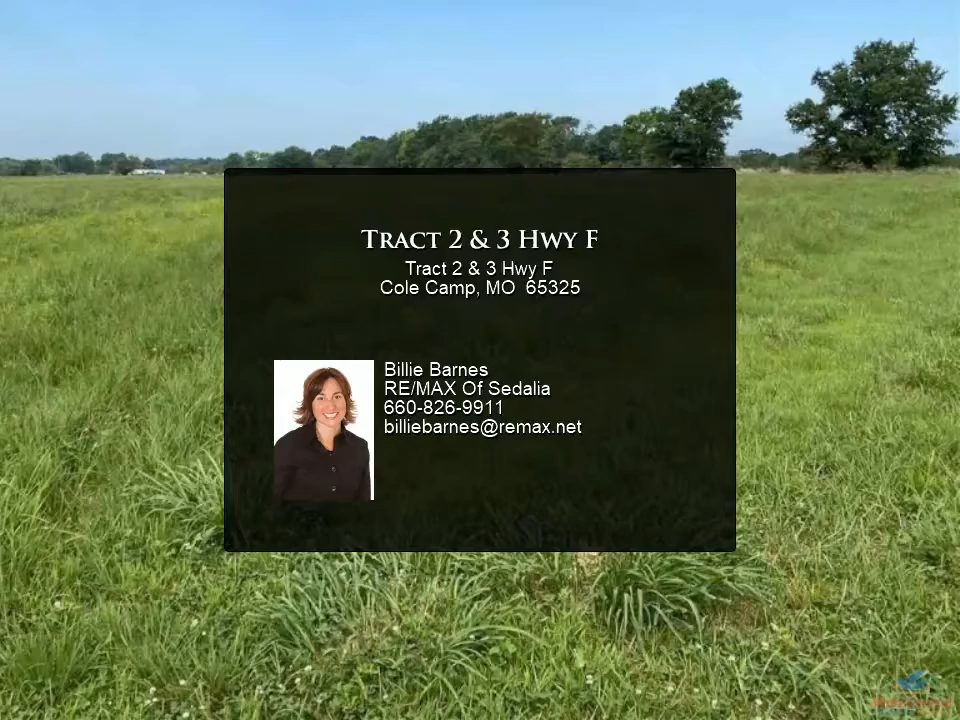 Tract 2 & 3 Hwy F
Tract 2 & 3 Hwy F
Cole Camp, MO  65325
Billie Barnes
RE/MAX Of Sedalia
660-826-9911
billiebarnes@remax.net